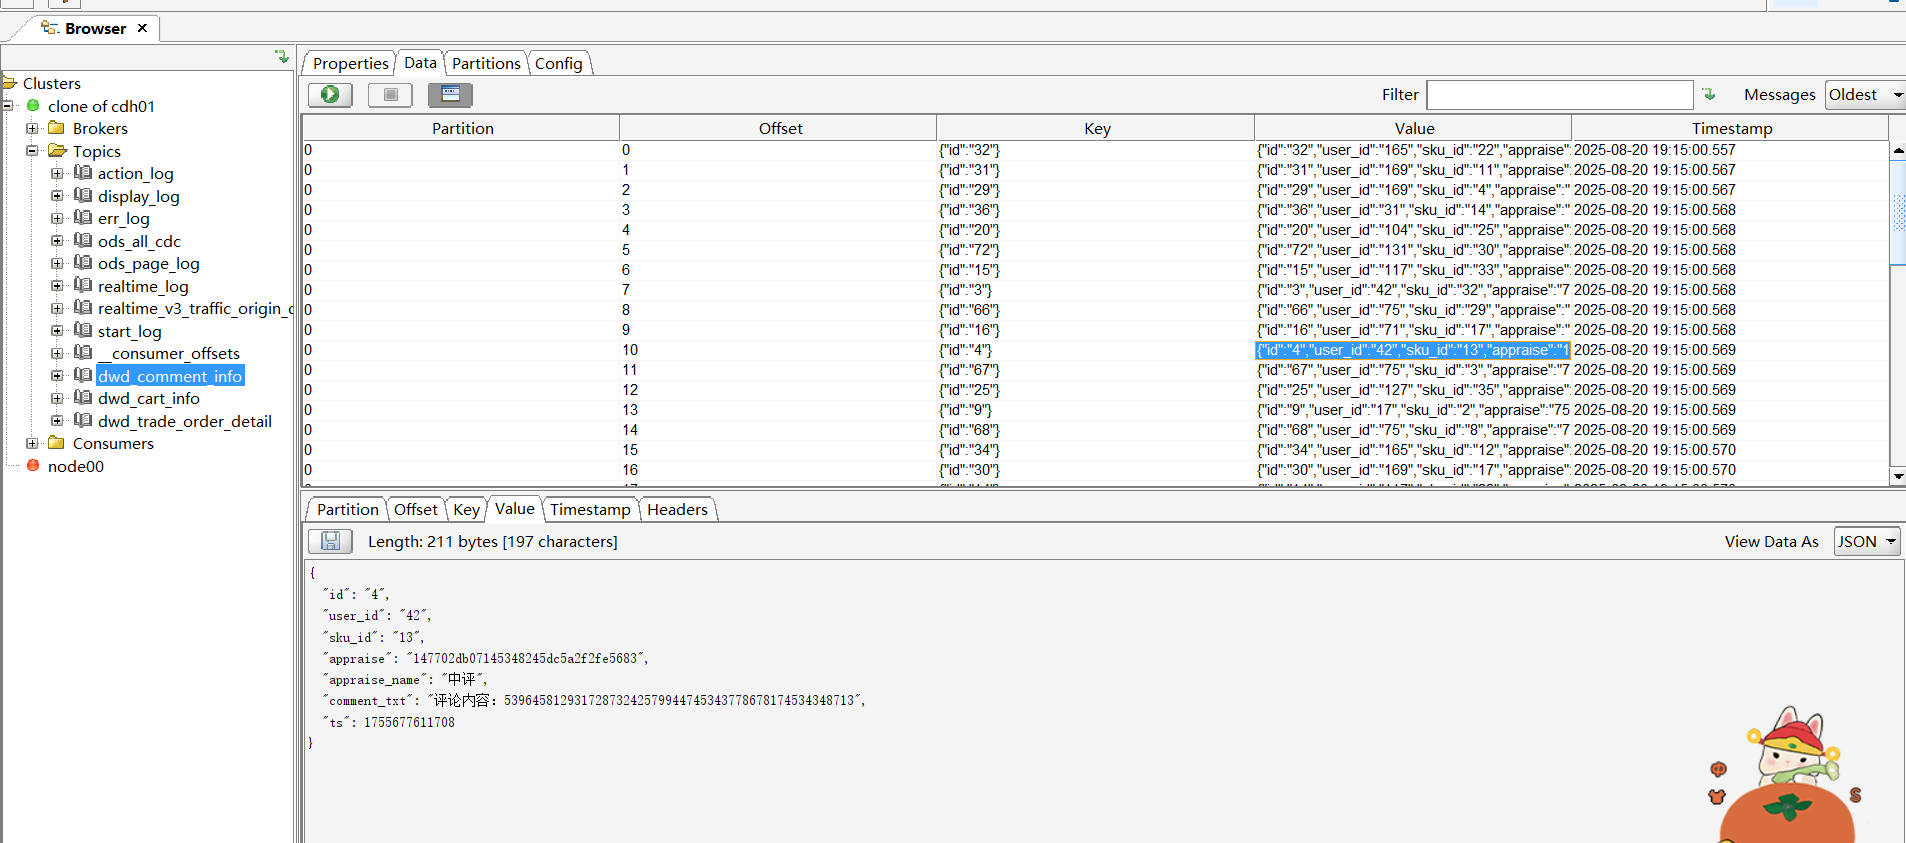 Browser
Clusters
clone of cdh01
Brokers
Topics
action_log
display_log
err_log
ods_all_cdc
ods_page_log
realtime_log
realtime_v3_traffic_origin_
start_log
__consumer_offsets
dwd_comment_info
dwd_cart_info
dwd_trade_order_detail
Consumers
node00
Properties Data Partitions Config
Filter Messages Oldest
Partition Offset Key Value Timestamp
0 0 {"id":"32"} {"id":"32","user_id":"165","sku_id":"22","appraise": 2025-08-20 19:15:00.557
0 1 {"id":"31"} {"id":"31","user_id":"169","sku_id":"11","appraise": 2025-08-20 19:15:00.567
0 2 {"id":"29"} {"id":"29","user_id":"169","sku_id":"4","appraise":" 2025-08-20 19:15:00.567
0 3 {"id":"36"} {"id":"36","user_id":"31","sku_id":"14","appraise":" 2025-08-20 19:15:00.568
0 4 {"id":"20"} {"id":"20","user_id":"104","sku_id":"25","appraise": 2025-08-20 19:15:00.568
0 5 {"id":"72"} {"id":"72","user_id":"131","sku_id":"30","appraise": 2025-08-20 19:15:00.568
0 6 {"id":"15"} {"id":"15","user_id":"117","sku_id":"33","appraise": 2025-08-20 19:15:00.568
0 7 {"id":"3"} {"id":"3","user_id":"42","sku_id":"32","appraise":"7 2025-08-20 19:15:00.568
0 8 {"id":"66"} {"id":"66","user_id":"75","sku_id":"29","appraise":" 2025-08-20 19:15:00.568
0 9 {"id":"16"} {"id":"16","user_id":"71","sku_id":"17","appraise":" 2025-08-20 19:15:00.568
0 10 {"id":"4"} {"id":"4","user_id":"42","sku_id":"13","appraise":"1 2025-08-20 19:15:00.569
0 11 {"id":"67"} {"id":"67","user_id":"75","sku_id":"3","appraise":"7 2025-08-20 19:15:00.569
0 12 {"id":"25"} {"id":"25","user_id":"127","sku_id":"35","appraise": 2025-08-20 19:15:00.569
0 13 {"id":"9"} {"id":"9","user_id":"17","sku_id":"2","appraise":"75 2025-08-20 19:15:00.569
0 14 {"id":"68"} {"id":"68","user_id":"75","sku_id":"8","appraise":"7 2025-08-20 19:15:00.569
0 15 {"id":"34"} {"id":"34","user_id":"165","sku_id":"12","appraise": 2025-08-20 19:15:00.570
0 16 {"id":"30"} {"id":"30","user_id":"169","sku_id":"17","appraise": 2025-08-20 19:15:00.570
Partition Offset Key Value Timestamp Headers
Length: 211 bytes [197 characters] View Data As JSON
{
"id": "4",
"user_id": "42",
"sku_id": "13",
"appraise": "147702db07145348245dc5a2f2fe5683",
"appraise_name": "中评",
"comment_txt": "评论内容：53964581293172873242579944745343778678174534348713",
"ts": 1755677611708
}